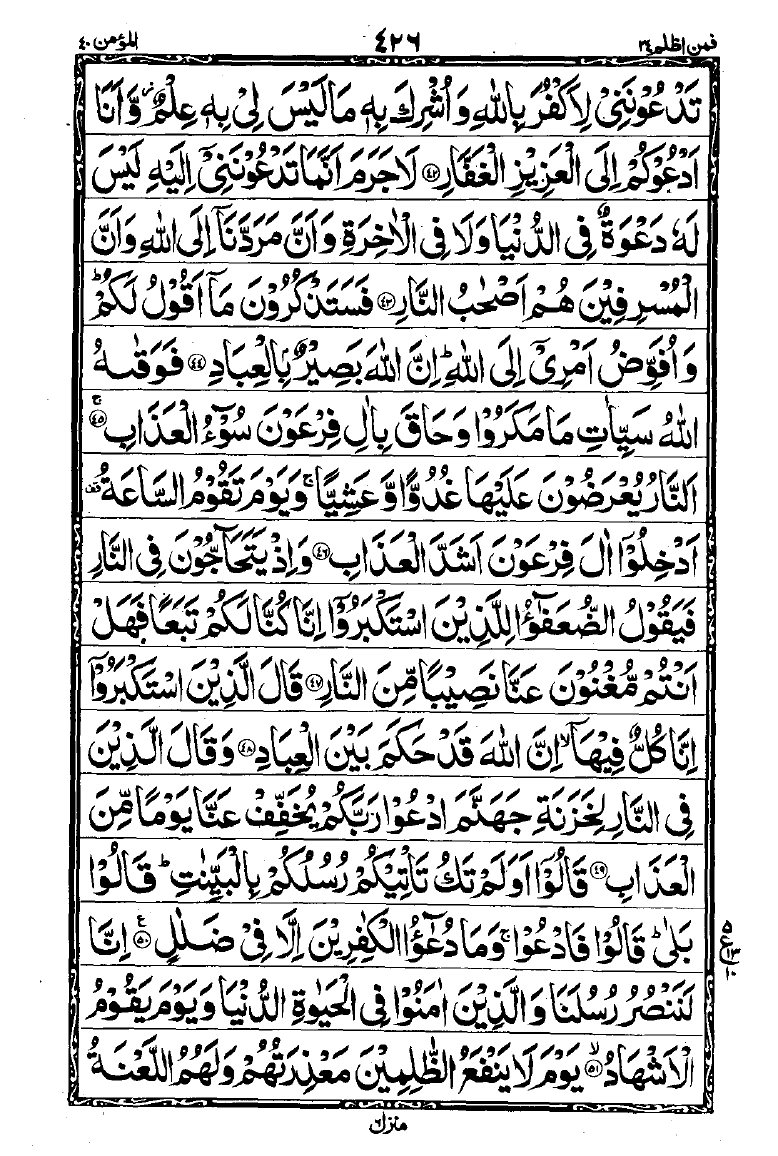 فمن اظلم ٢٤ ٤٢٦ المؤمن ٤٠
تَدْعُوْنَنِیْ لِاَكْفُرَ بِاللّٰهِ وَ اُشْرِكَ بِهٖ مَا لَیْسَ لِیْ بِهٖ عِلْمٌ٘ وَّ اَنَا
اَدْعُوْكُمْ اِلَى الْعَزِیْزِ الْغَفَّارِ ﴿٤٢﴾ لَا جَرَمَ اَنَّمَا تَدْعُوْنَنِیْۤ اِلَیْهِ لَیْسَ
لَهٗ دَعْوَةٌ فِی الدُّنْیَا وَ لَا فِی الْاٰخِرَةِ وَ اَنَّ مَرَدَّنَاۤ اِلَى اللّٰهِ وَ اَنَّ
الْمُسْرِفِیْنَ هُمْ اَصْحٰبُ النَّارِ ﴿٤٣﴾ فَسَتَذْكُرُوْنَ مَاۤ اَقُوْلُ لَكُمْؕ
وَ اُفَوِّضُ اَمْرِیْۤ اِلَى اللّٰهِؕ اِنَّ اللّٰهَ بَصِیْرٌۢ بِالْعِبَادِ ﴿٤٤﴾ فَوَقٰىهُ
اللّٰهُ سَیِّاٰتِ مَا مَكَرُوْا وَ حَاقَ بِاٰلِ فِرْعَوْنَ سُوْٓءُ الْعَذَابِۚ ﴿٤٥﴾
اَلنَّارُ یُعْرَضُوْنَ عَلَیْهَا غُدُوًّا وَّ عَشِیًّاۚ وَ یَوْمَ تَقُوْمُ السَّاعَةُ قف
اَدْخِلُوْۤا اٰلَ فِرْعَوْنَ اَشَدَّ الْعَذَابِ ﴿٤٦﴾ وَ اِذْ یَتَحَآجُّوْنَ فِی النَّارِ
فَیَقُوْلُ الضُّعَفٰٓؤُا لِلَّذِیْنَ اسْتَكْبَرُوْۤا اِنَّا كُنَّا لَكُمْ تَبَعًا فَهَلْ
اَنْتُمْ مُّغْنُوْنَ عَنَّا نَصِیْبًا مِّنَ النَّارِ ﴿٤٧﴾ قَالَ الَّذِیْنَ اسْتَكْبَرُوْۤا
اِنَّا كُلٌّ فِیْهَاۤۙ اِنَّ اللّٰهَ قَدْ حَكَمَ بَیْنَ الْعِبَادِ ﴿٤٨﴾ وَ قَالَ الَّذِیْنَ
فِی النَّارِ لِخَزَنَةِ جَهَنَّمَ ادْعُوْا رَبَّكُمْ یُخَفِّفْ عَنَّا یَوْمًا مِّنَ
الْعَذَابِ ﴿٤٩﴾ قَالُوْۤا اَوَ لَمْ تَكُ تَاْتِیْكُمْ رُسُلُكُمْ بِالْبَیِّنٰتِؕ قَالُوْا
بَلٰىؕ قَالُوْا فَادْعُوْاۚ وَ مَا دُعٰٓؤُا الْكٰفِرِیْنَ اِلَّا فِیْ ضَلٰلٍ ﴿٥٠﴾ ع اِنَّا
٥ ع ١٣ ١٠
لَنَنْصُرُ رُسُلَنَا وَ الَّذِیْنَ اٰمَنُوْا فِی الْحَیٰوةِ الدُّنْیَا وَ یَوْمَ یَقُوْمُ
الْاَشْهَادُۙ ﴿٥١﴾ یَوْمَ لَا یَنْفَعُ الظّٰلِمِیْنَ مَعْذِرَتُهُمْ وَ لَهُمُ اللَّعْنَةُ
منزل ٦